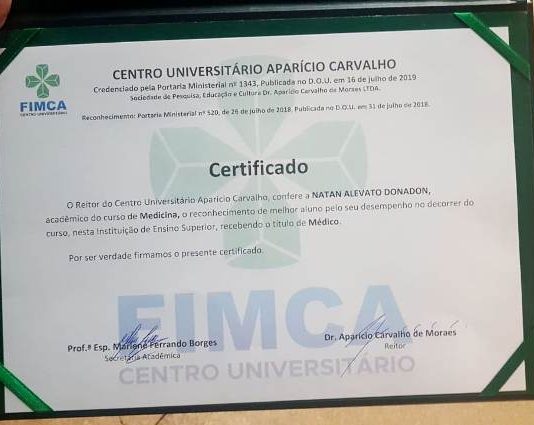 CENTRO UNIVERSITÁRIO APARÍCIO CARVALHO
Credenciado pela Portaria Ministerial nº 1343, Publicada no D.O.U. em 16 de julho de 2019
Sociedade de Pesquisa, Educação e Cultura Dr. Aparício Carvalho de Moraes LTDA.
Reconhecimento: Portaria Ministerial nº 520, de 26 de julho de 2018. Publicada no D.O.U. em 31 de julho de 2018.
FIMCA
CENTRO UNIVERSITÁRIO
Certificado
O Reitor do Centro Universitário Aparício Carvalho, confere a NATAN ALEVATO DONADON,
acadêmico do curso de Medicina, o reconhecimento de melhor aluno pelo seu desempenho no decorrer do
curso, nesta Instituição de Ensino Superior, recebendo o título de Médico.
Por ser verdade firmamos o presente certificado.
FIMCA
CENTRO UNIVERSITÁRIO
Prof.ª Esp. Marlene Ferrando Borges
Secretária Acadêmica
Dr. Aparício Carvalho de Moraes
Reitor